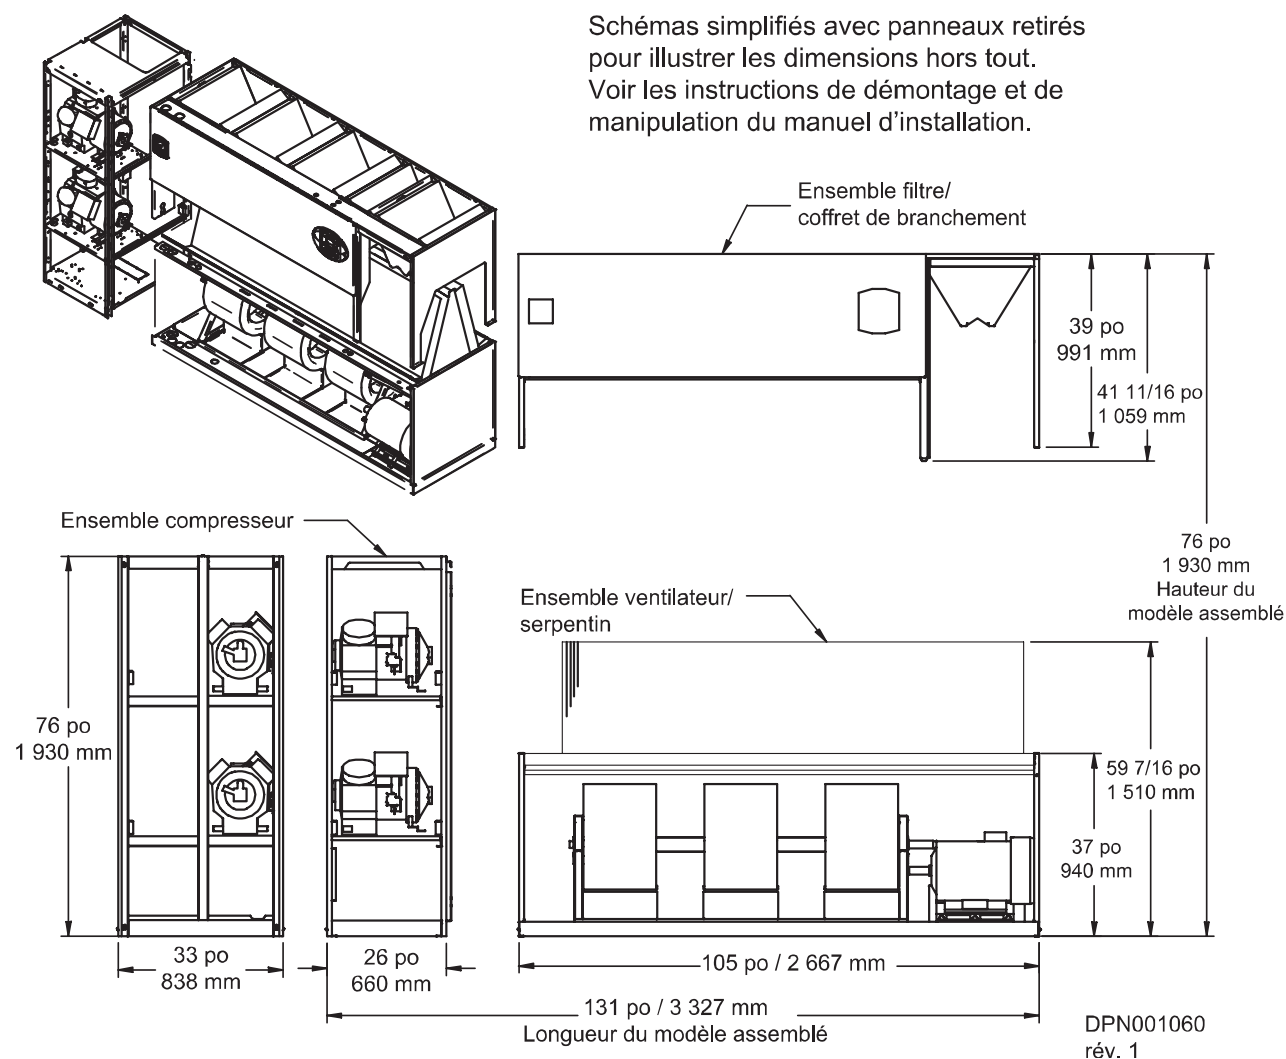 Schémas simplifiés avec panneaux retirés
pour illustrer les dimensions hors tout.
Voir les instructions de démontage et de
manipulation du manuel d'installation.
Ensemble filtre/
coffret de branchement
39 po
991 mm
41 11/16 po
1 059 mm
76 po
1 930 mm
Hauteur du
modèle assemblé
Ensemble compresseur
Ensemble ventilateur/
serpentin
76 po
1 930 mm
59 7/16 po
1 510 mm
37 po
940 mm
33 po
838 mm
26 po
660 mm
105 po / 2 667 mm
131 po / 3 327 mm
Longueur du modèle assemblé
DPN001060
rév. 1